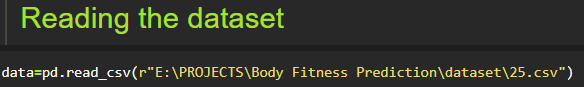 Reading the dataset
data=pd.read_csv(r"E:\PROJECTS\Body Fitness Prediction\dataset\25.csv")